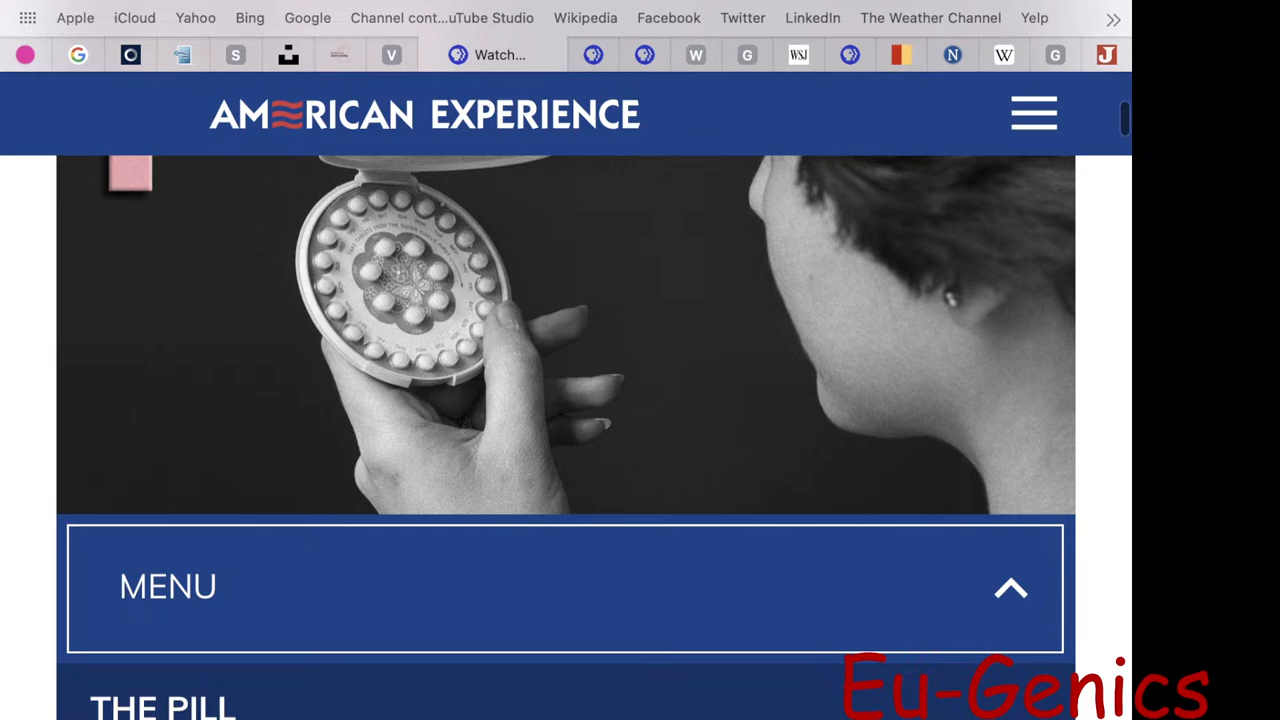 Apple iCloud Yahoo Bing Google Channel cont...uTube Studio Wikipedia Facebook Twitter LinkedIn The Weather Channel Yelp
G S V Watch... W G WSJ N W G J
AMERICAN EXPERIENCE
MENU
THE PILL
Eu-Genics